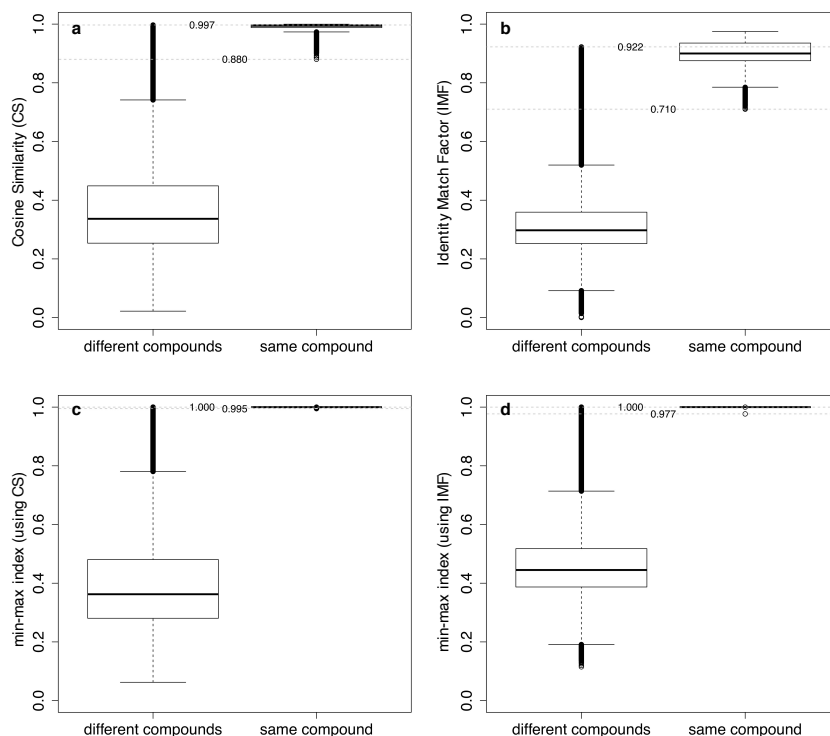 a
Cosine Similarity (CS)
0.0 0.2 0.4 0.6 0.8 1.0
0.997
0.880
different compounds same compound
b
Identity Match Factor (IMF)
0.0 0.2 0.4 0.6 0.8 1.0
0.922
0.710
different compounds same compound
c
min-max index (using CS)
0.0 0.2 0.4 0.6 0.8 1.0
1.000
0.995
different compounds same compound
d
min-max index (using IMF)
0.0 0.2 0.4 0.6 0.8 1.0
1.000
0.977
different compounds same compound